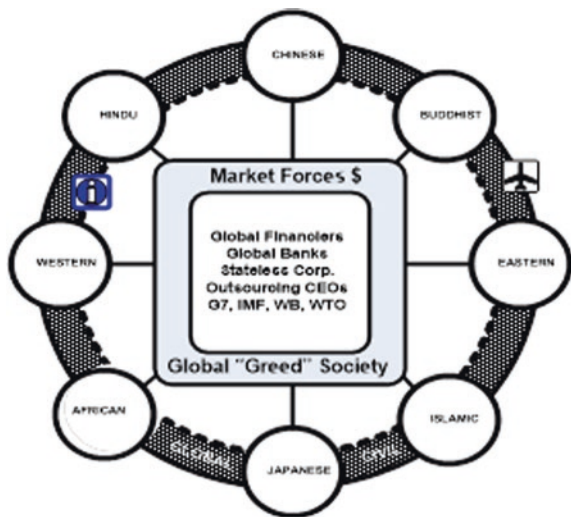 CHINESE
HINDU
BUDDHIST
Market Forces $
i
Global Financiers
Global Banks
Stateless Corp.
Outsourcing CEOs
G7, IMF, WB, WTO
WESTERN
EASTERN
Global "Greed" Society
AFRICAN
ISLAMIC
GLOBAL
CIVIL
JAPANESE